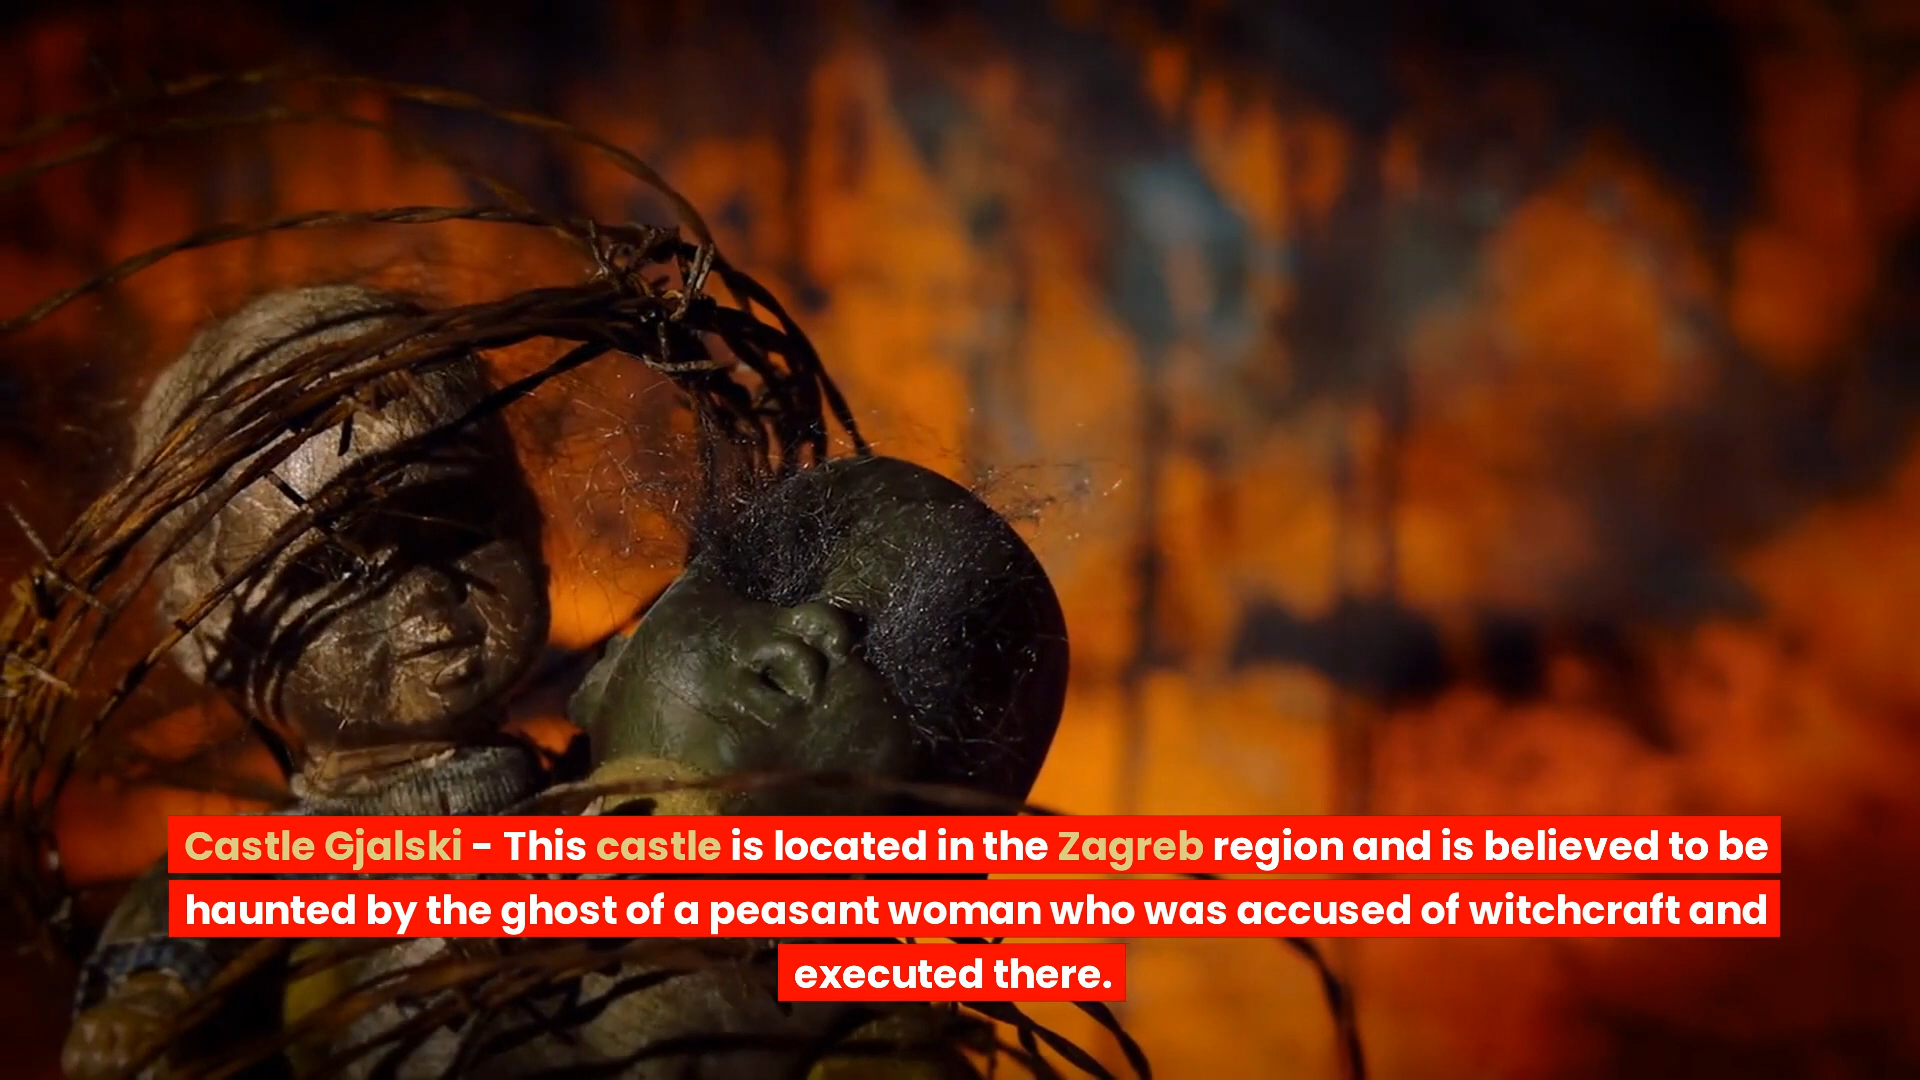 Castle Gjalski - This castle is located in the Zagreb region and is believed to be
haunted by the ghost of a peasant woman who was accused of witchcraft and
executed there.